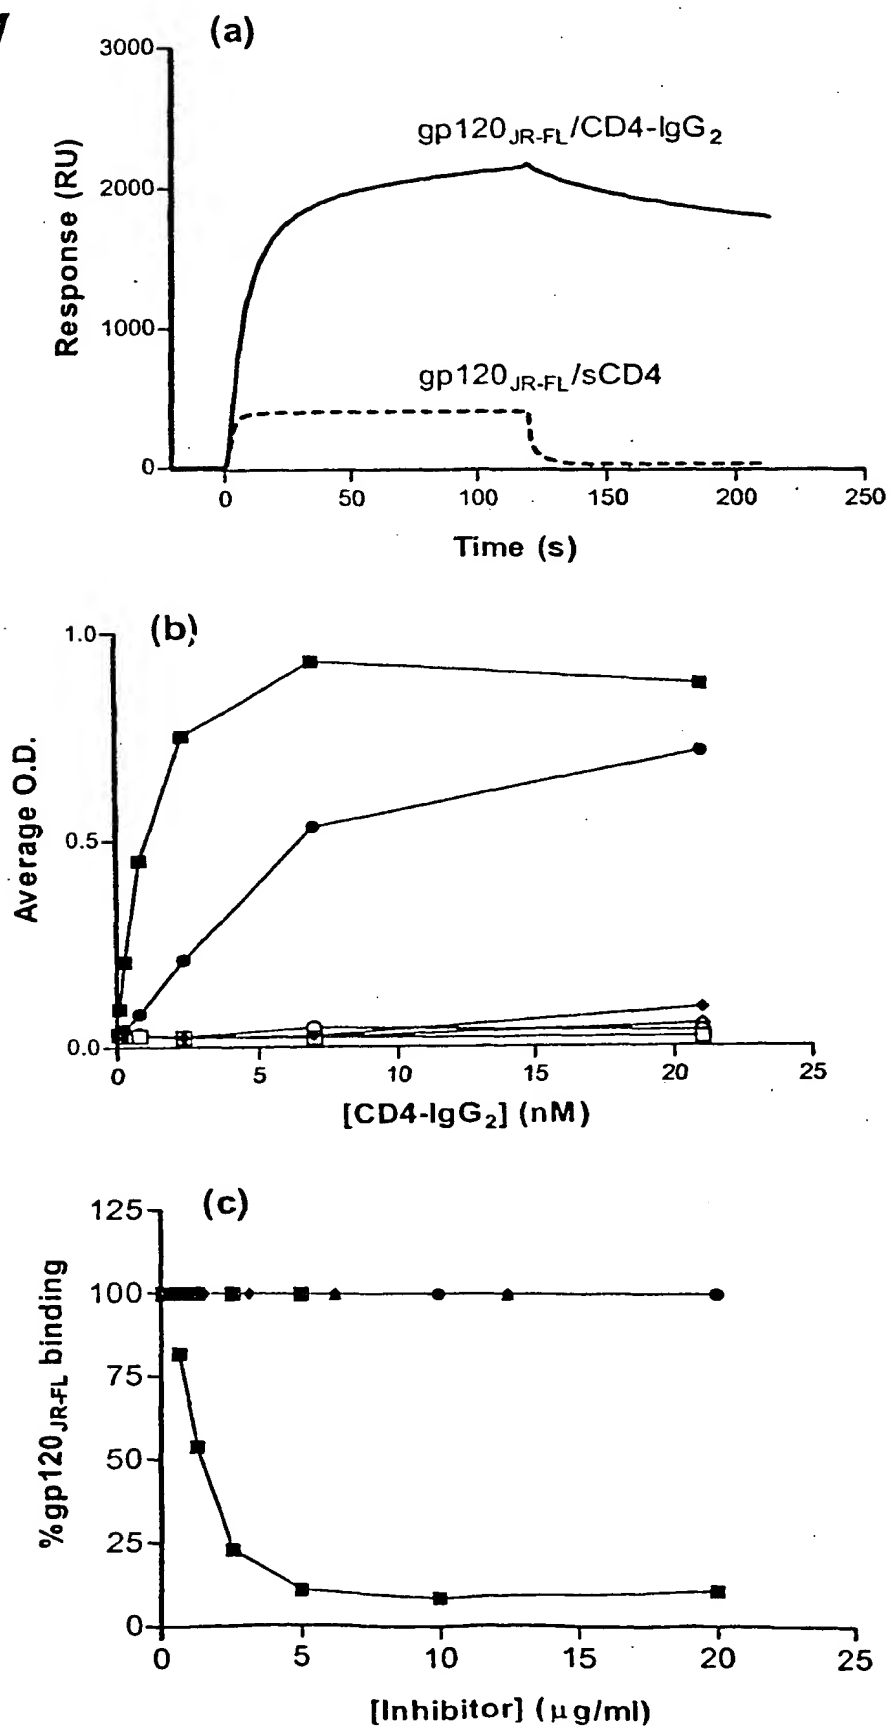 (a)
3000
2000
1000
0
Response (RU)
gp120JR-FL/CD4-IgG2
gp120JR-FL/sCD4
0 50 100 150 200 250
Time (s)
(b)
1.0
0.5
0.0
Average O.D.
0 5 10 15 20 25
[CD4-IgG2] (nM)
(c)
125
100
75
50
25
0
%gp120JR-FL binding
0 5 10 15 20 25
[Inhibitor] (μg/ml)